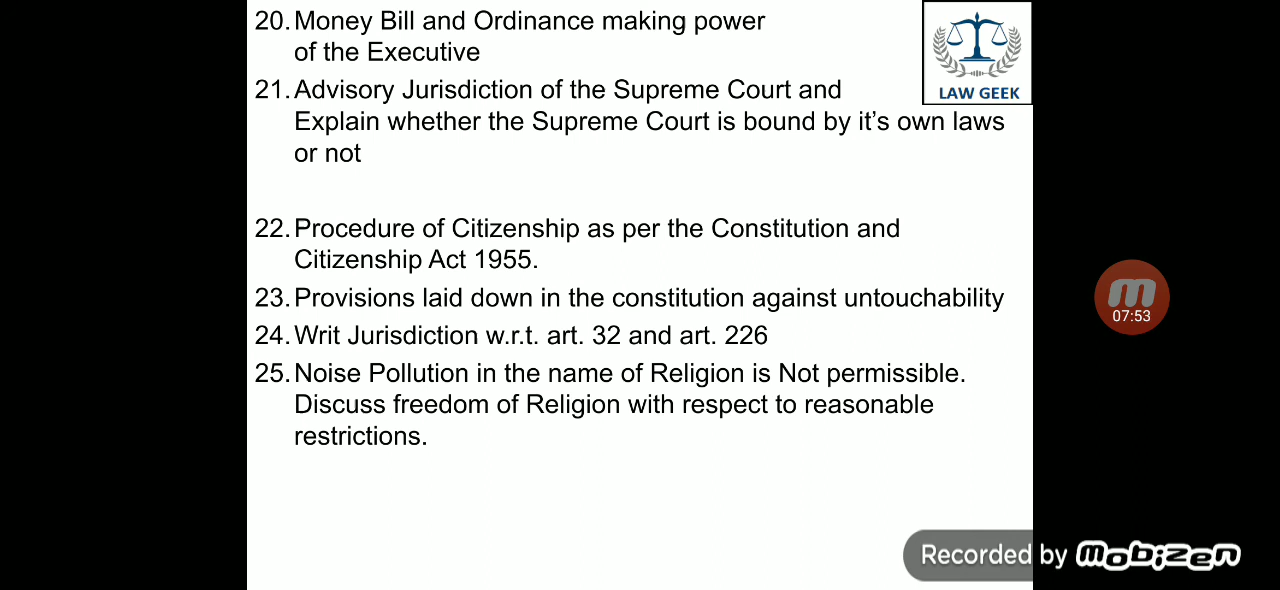 20. Money Bill and Ordinance making power
of the Executive
21. Advisory Jurisdiction of the Supreme Court and
Explain whether the Supreme Court is bound by it’s own laws
or not
LAW GEEK
22. Procedure of Citizenship as per the Constitution and
Citizenship Act 1955.
23. Provisions laid down in the constitution against untouchability
24. Writ Jurisdiction w.r.t. art. 32 and art. 226
25. Noise Pollution in the name of Religion is Not permissible.
Discuss freedom of Religion with respect to reasonable
restrictions.
m
07:53
Recorded by mobizen